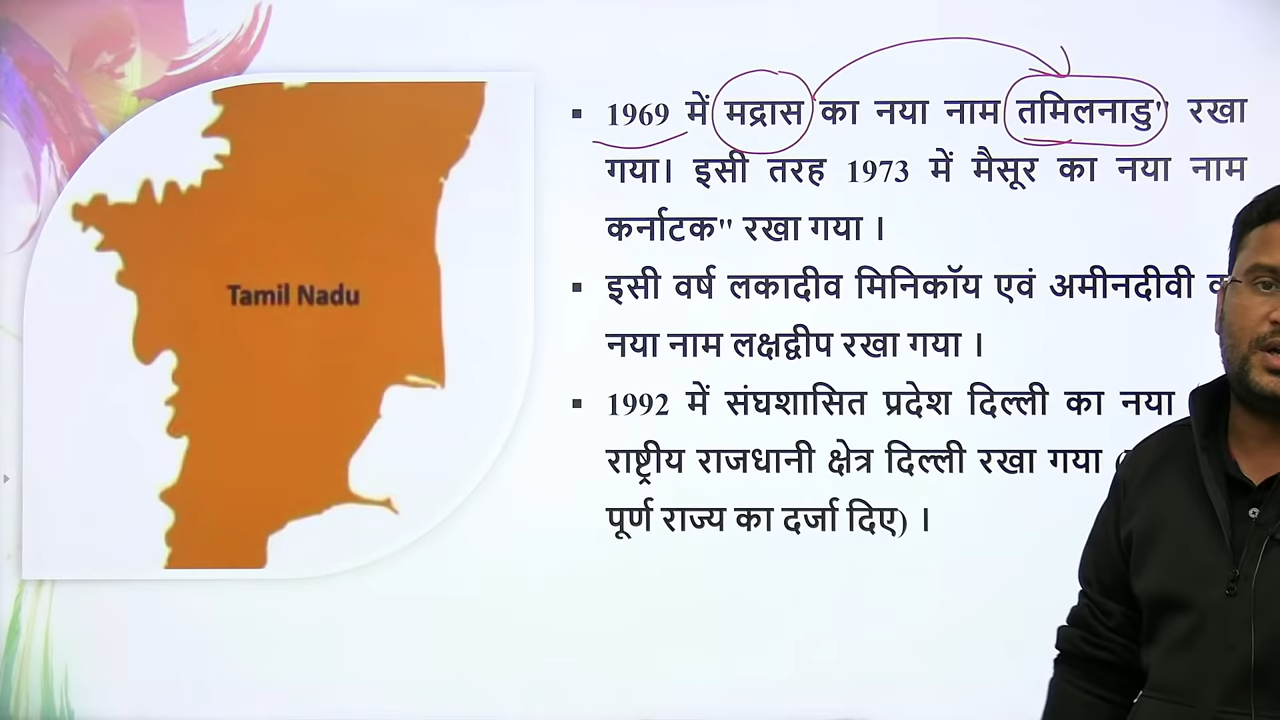 Tamil Nadu
▪ 1969 में मद्रास का नया नाम तमिलनाडु" रखा
गया। इसी तरह 1973 में मैसूर का नया नाम
कर्नाटक" रखा गया ।
▪ इसी वर्ष लकादीव मिनिकॉय एवं अमीनदीवी
नया नाम लक्षद्वीप रखा गया ।
▪ 1992 में संघशासित प्रदेश दिल्ली का नया
राष्ट्रीय राजधानी क्षेत्र दिल्ली रखा गया
पूर्ण राज्य का दर्जा दिए) ।